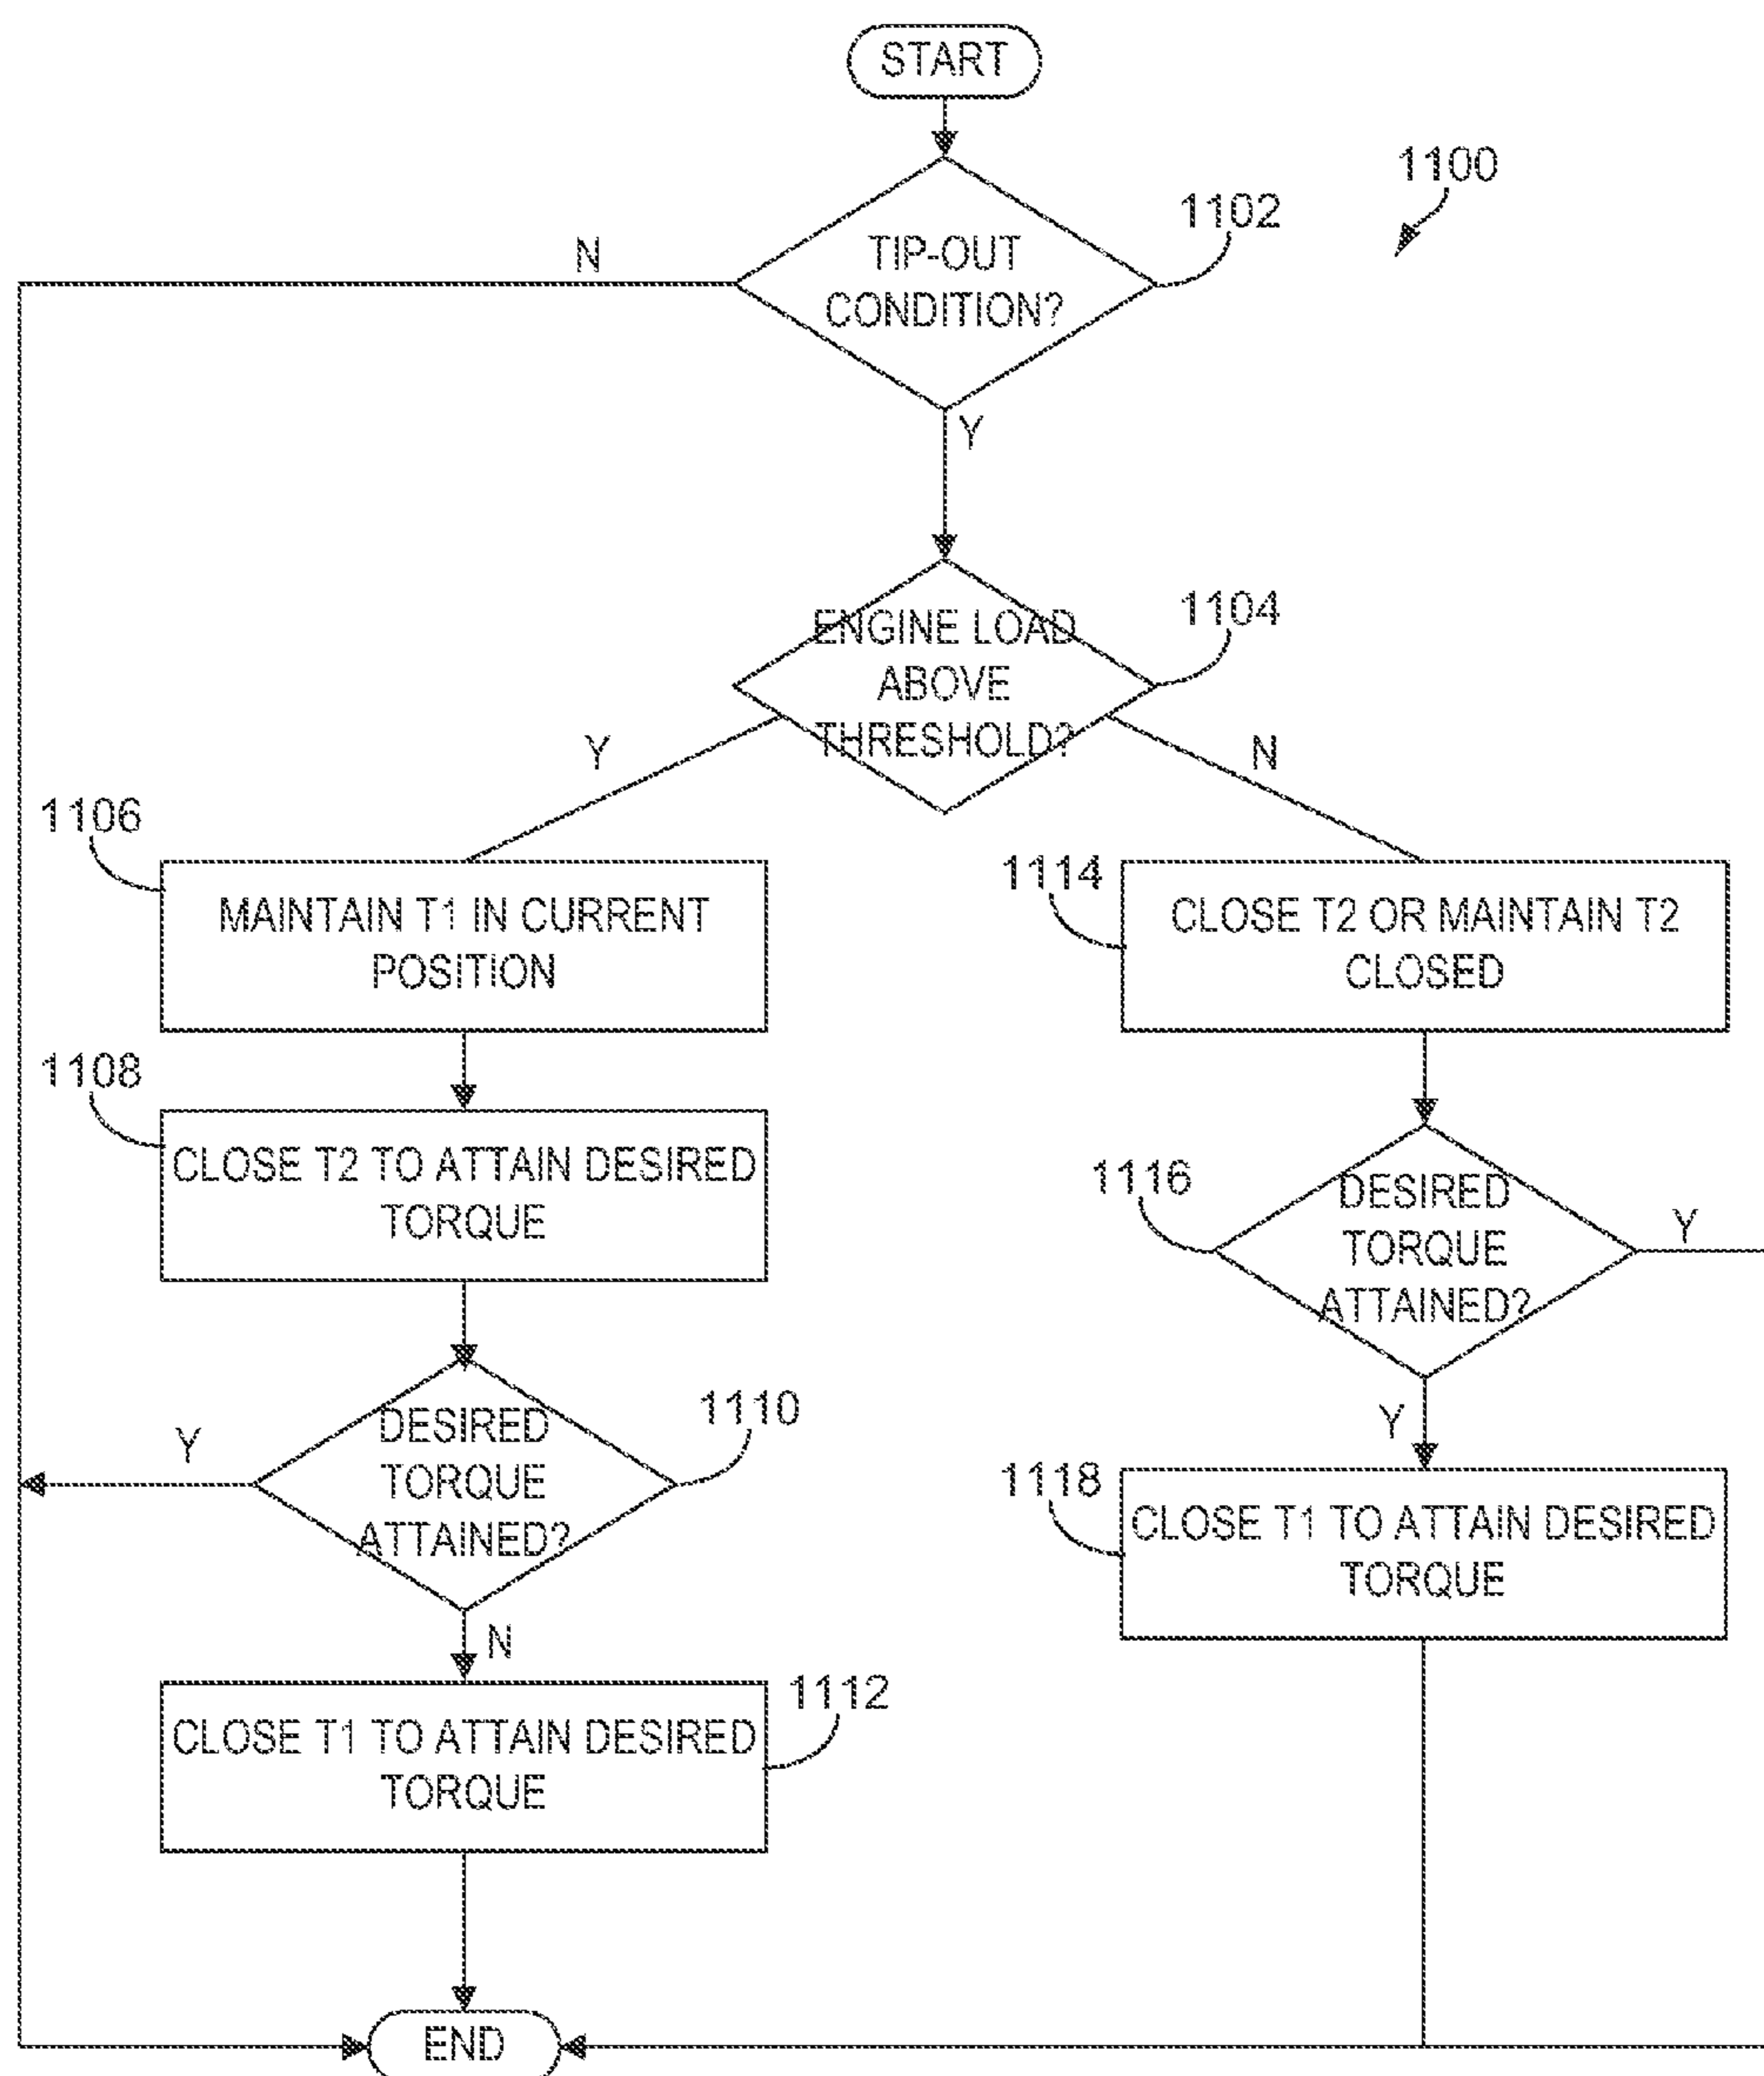 START
1100
1102
TIP-OUT
CONDITION?
N
Y
1104
ENGINE LOAD
ABOVE
THRESHOLD?
Y
N
1106
MAINTAIN T1 IN CURRENT
POSITION
1114
CLOSE T2 OR MAINTAIN T2
CLOSED
1108
CLOSE T2 TO ATTAIN DESIRED
TORQUE
1116
DESIRED
TORQUE
ATTAINED?
Y
Y
1110
DESIRED
TORQUE
ATTAINED?
Y
N
1118
CLOSE T1 TO ATTAIN DESIRED
TORQUE
1112
CLOSE T1 TO ATTAIN DESIRED
TORQUE
END